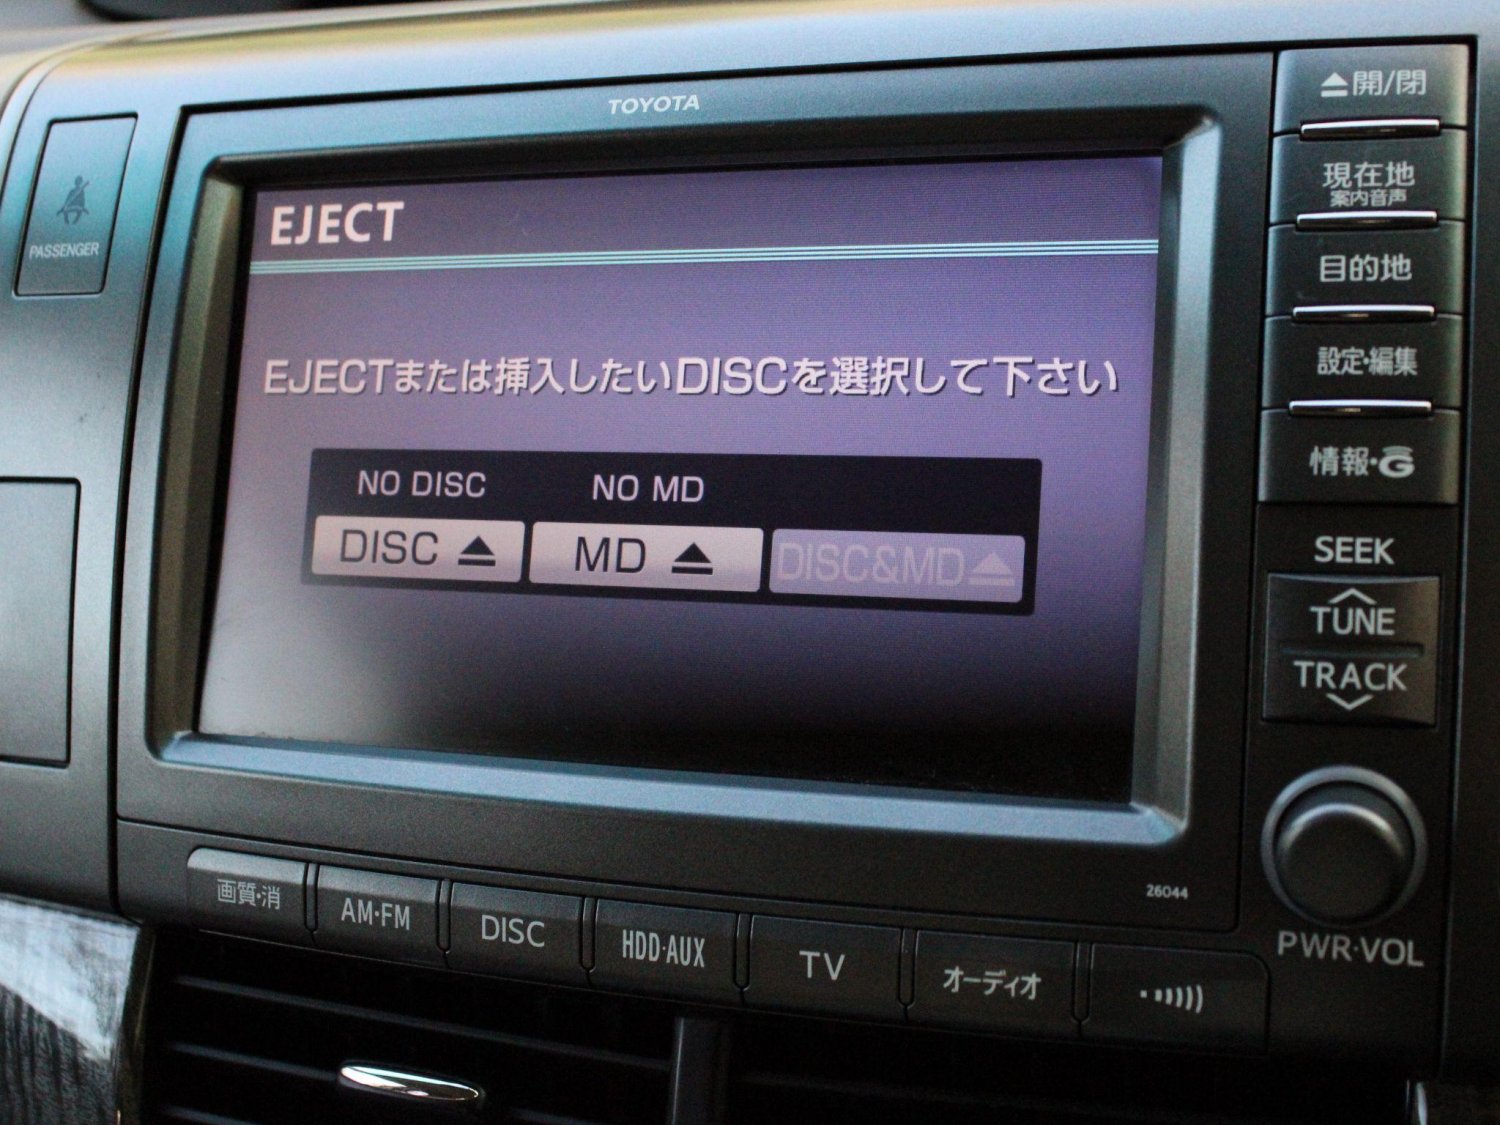 TOYOTA
PASSENGER
EJECT
EJECTまたは挿入したいDISCを選択して下さい
NO DISC
NO MD
DISC ⏏
MD ⏏
DISC&MD ⏏
⏏開/閉
現在地
案内音声
目的地
設定・編集
情報・G
SEEK
TUNE
TRACK
PWR・VOL
26044
画質・消
AM・FM
DISC
HDD・AUX
TV
オーディオ